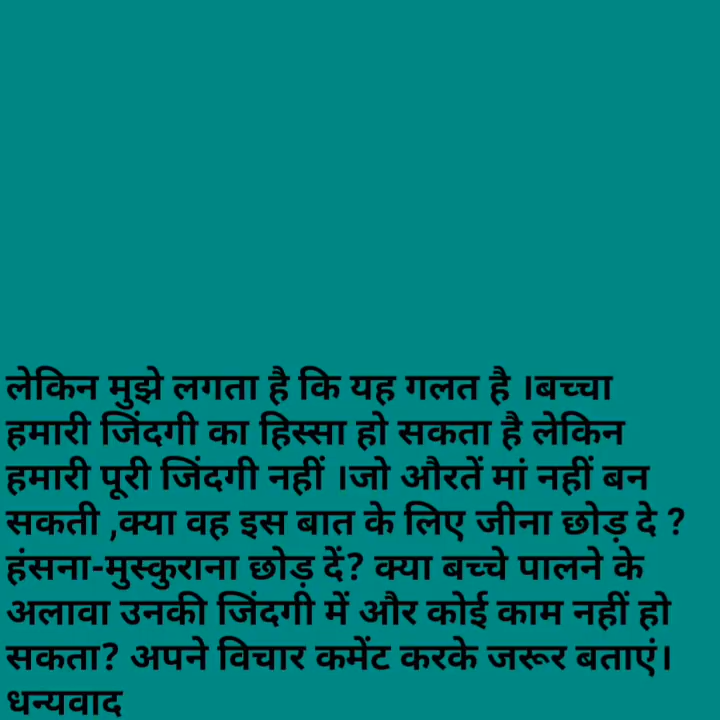 लेकिन मुझे लगता है कि यह गलत है ।बच्चा
हमारी जिंदगी का हिस्सा हो सकता है लेकिन
हमारी पूरी जिंदगी नहीं ।जो औरतें मां नहीं बन
सकती ,क्या वह इस बात के लिए जीना छोड़ दे ?
हंसना-मुस्कुराना छोड़ दें? क्या बच्चे पालने के
अलावा उनकी जिंदगी में और कोई काम नहीं हो
सकता? अपने विचार कमेंट करके जरूर बताएं।
धन्यवाद